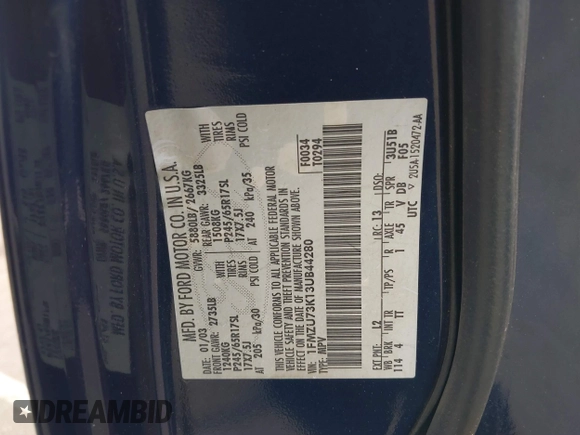 MFD. BY FORD MOTOR CO. IN U.S.A.
DATE: 01/03
GVWR: 5880LB/ 2667KG
FRONT GAWR: 2735LB
REAR GAWR: 3325LB
1240KG
WITH
1508KG
WITH
P245/65R17SL
TIRES
P245/65R17SL
TIRES
17X7.5J
RIMS
17X7.5J
RIMS
AT 205 kPa/30
PSI COLD
AT 240 kPa/35
PSI COLD
THIS VEHICLE CONFORMS TO ALL APPLICABLE FEDERAL MOTOR
VEHICLE SAFETY AND THEFT PREVENTION STANDARDS IN
EFFECT ON THE DATE OF MANUFACTURE SHOWN ABOVE.
VIN: 1FMZU73K13UB44280
TYPE: MPV
F0034
T0294
EXT PNT: L2
RC: 13
DSO:
WB BRK INT TR TP/PS R AXLE TR SPR
114 4 TT 1 45 V DB
3U51B
F05
UTC
2U5A-1520472-AA
DREAMBID